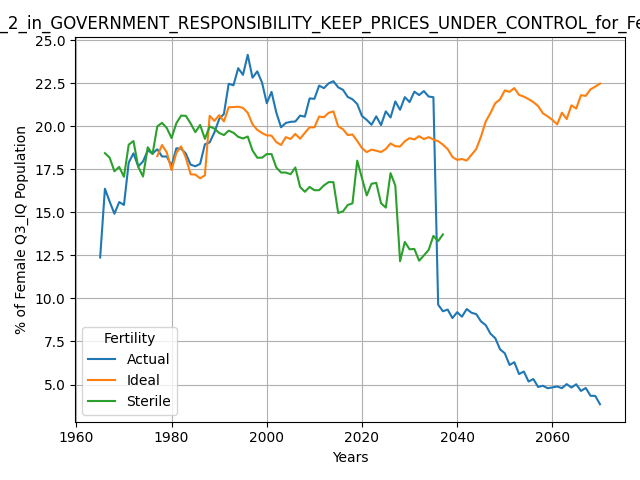 _2_in_GOVERNMENT_RESPONSIBILITY_KEEP_PRICES_UNDER_CONTROL_for_Fe
25.0
22.5
20.0
17.5
15.0
12.5
10.0
7.5
5.0
% of Female Q3_IQ Population
Fertility
Actual
Ideal
Sterile
1960
1980
2000
2020
2040
2060
Years